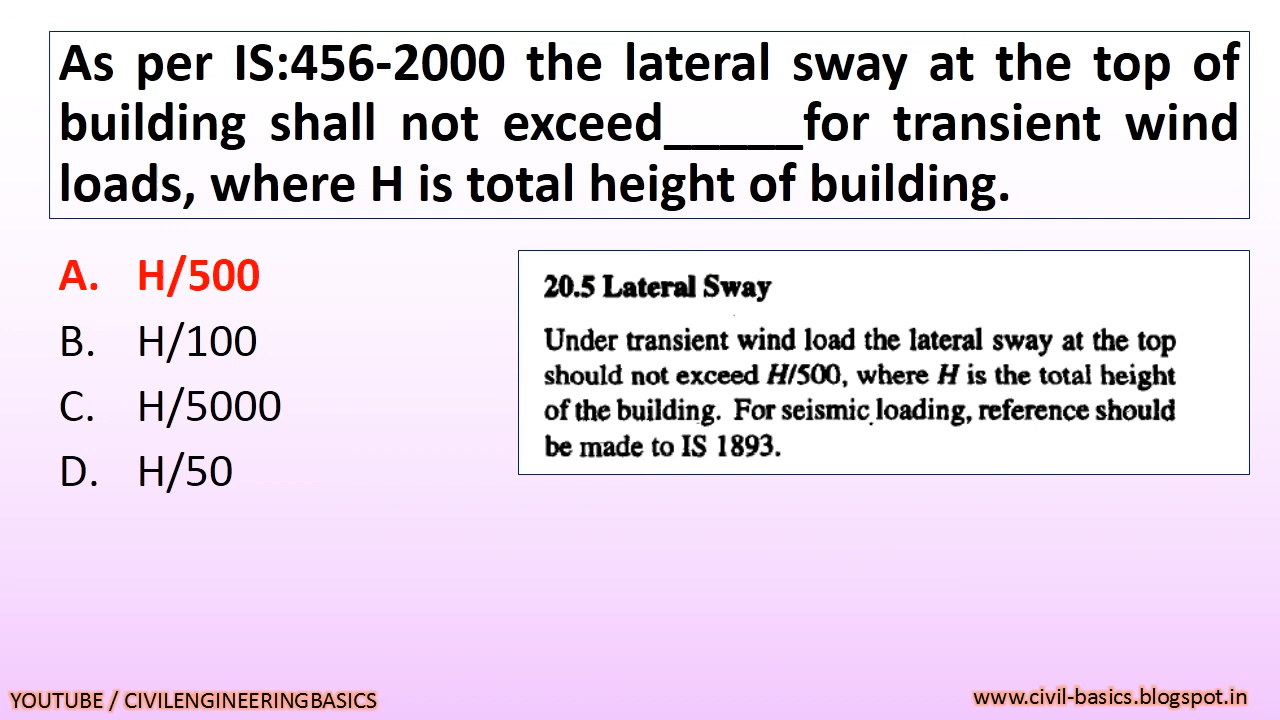 As per IS:456-2000 the lateral sway at the top of
building shall not exceed_____for transient wind
loads, where H is total height of building.
A. H/500
B. H/100
C. H/5000
D. H/50
20.5 Lateral Sway
Under transient wind load the lateral sway at the top
should not exceed H/500, where H is the total height
of the building. For seismic loading, reference should
be made to IS 1893.
YOUTUBE / CIVILENGINEERINGBASICS
www.civil-basics.blogspot.in